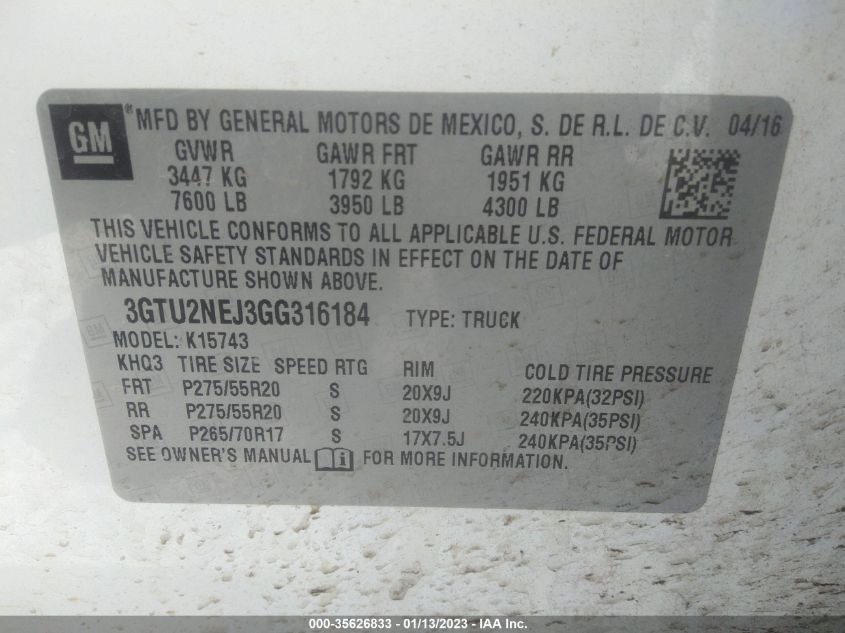 GM ® MFD BY GENERAL MOTORS DE MEXICO, S. DE R.L. DE C.V. 04/16
GVWR GAWR FRT GAWR RR
3447 KG 1792 KG 1951 KG
7600 LB 3950 LB 4300 LB
THIS VEHICLE CONFORMS TO ALL APPLICABLE U.S. FEDERAL MOTOR
VEHICLE SAFETY STANDARDS IN EFFECT ON THE DATE OF
MANUFACTURE SHOWN ABOVE.
3GTU2NEJ3GG316184 TYPE: TRUCK
MODEL: K15743
KHQ3 TIRE SIZE SPEED RTG RIM COLD TIRE PRESSURE
FRT P275/55R20 S 20X9J 220KPA(32PSI)
RR P275/55R20 S 20X9J 240KPA(35PSI)
SPA P265/70R17 S 17X7.5J 240KPA(35PSI)
SEE OWNER'S MANUAL FOR MORE INFORMATION.
000-35626833 - 01/13/2023 - IAA Inc.